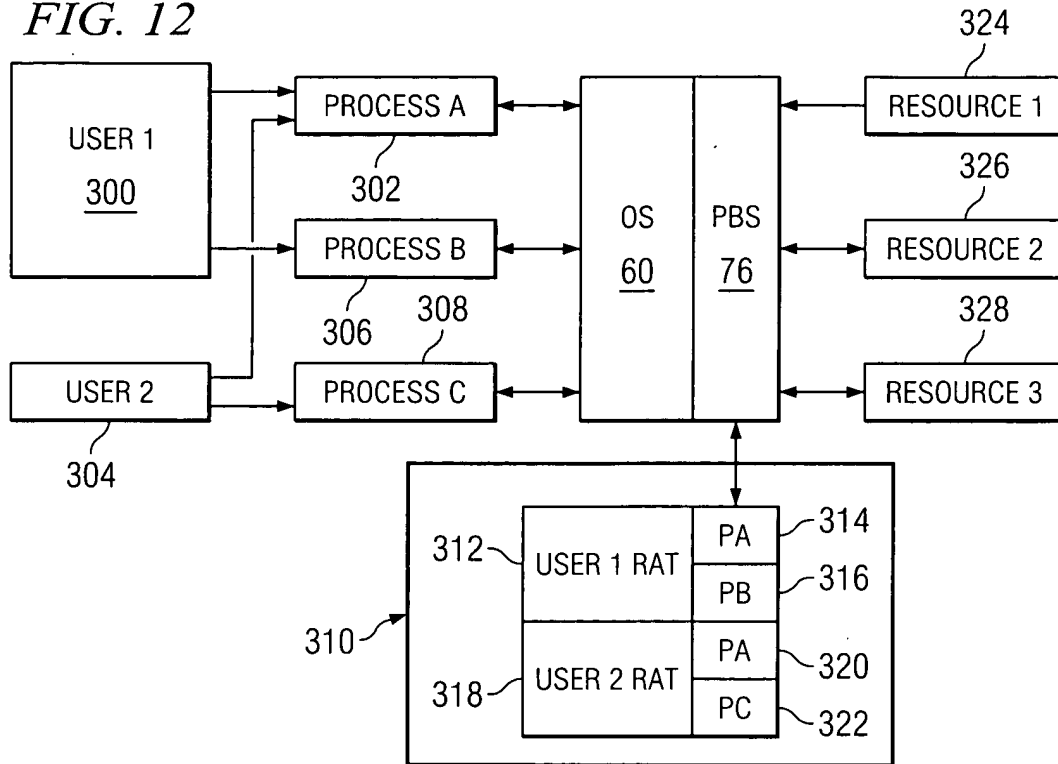 FIG. 12
324
USER 1
300
PROCESS A
302
OS
60
PBS
76
RESOURCE 1
326
PROCESS B
306
RESOURCE 2
308
328
USER 2
304
PROCESS C
RESOURCE 3
310
312
USER 1 RAT
PA
314
PB
316
318
USER 2 RAT
PA
320
PC
322